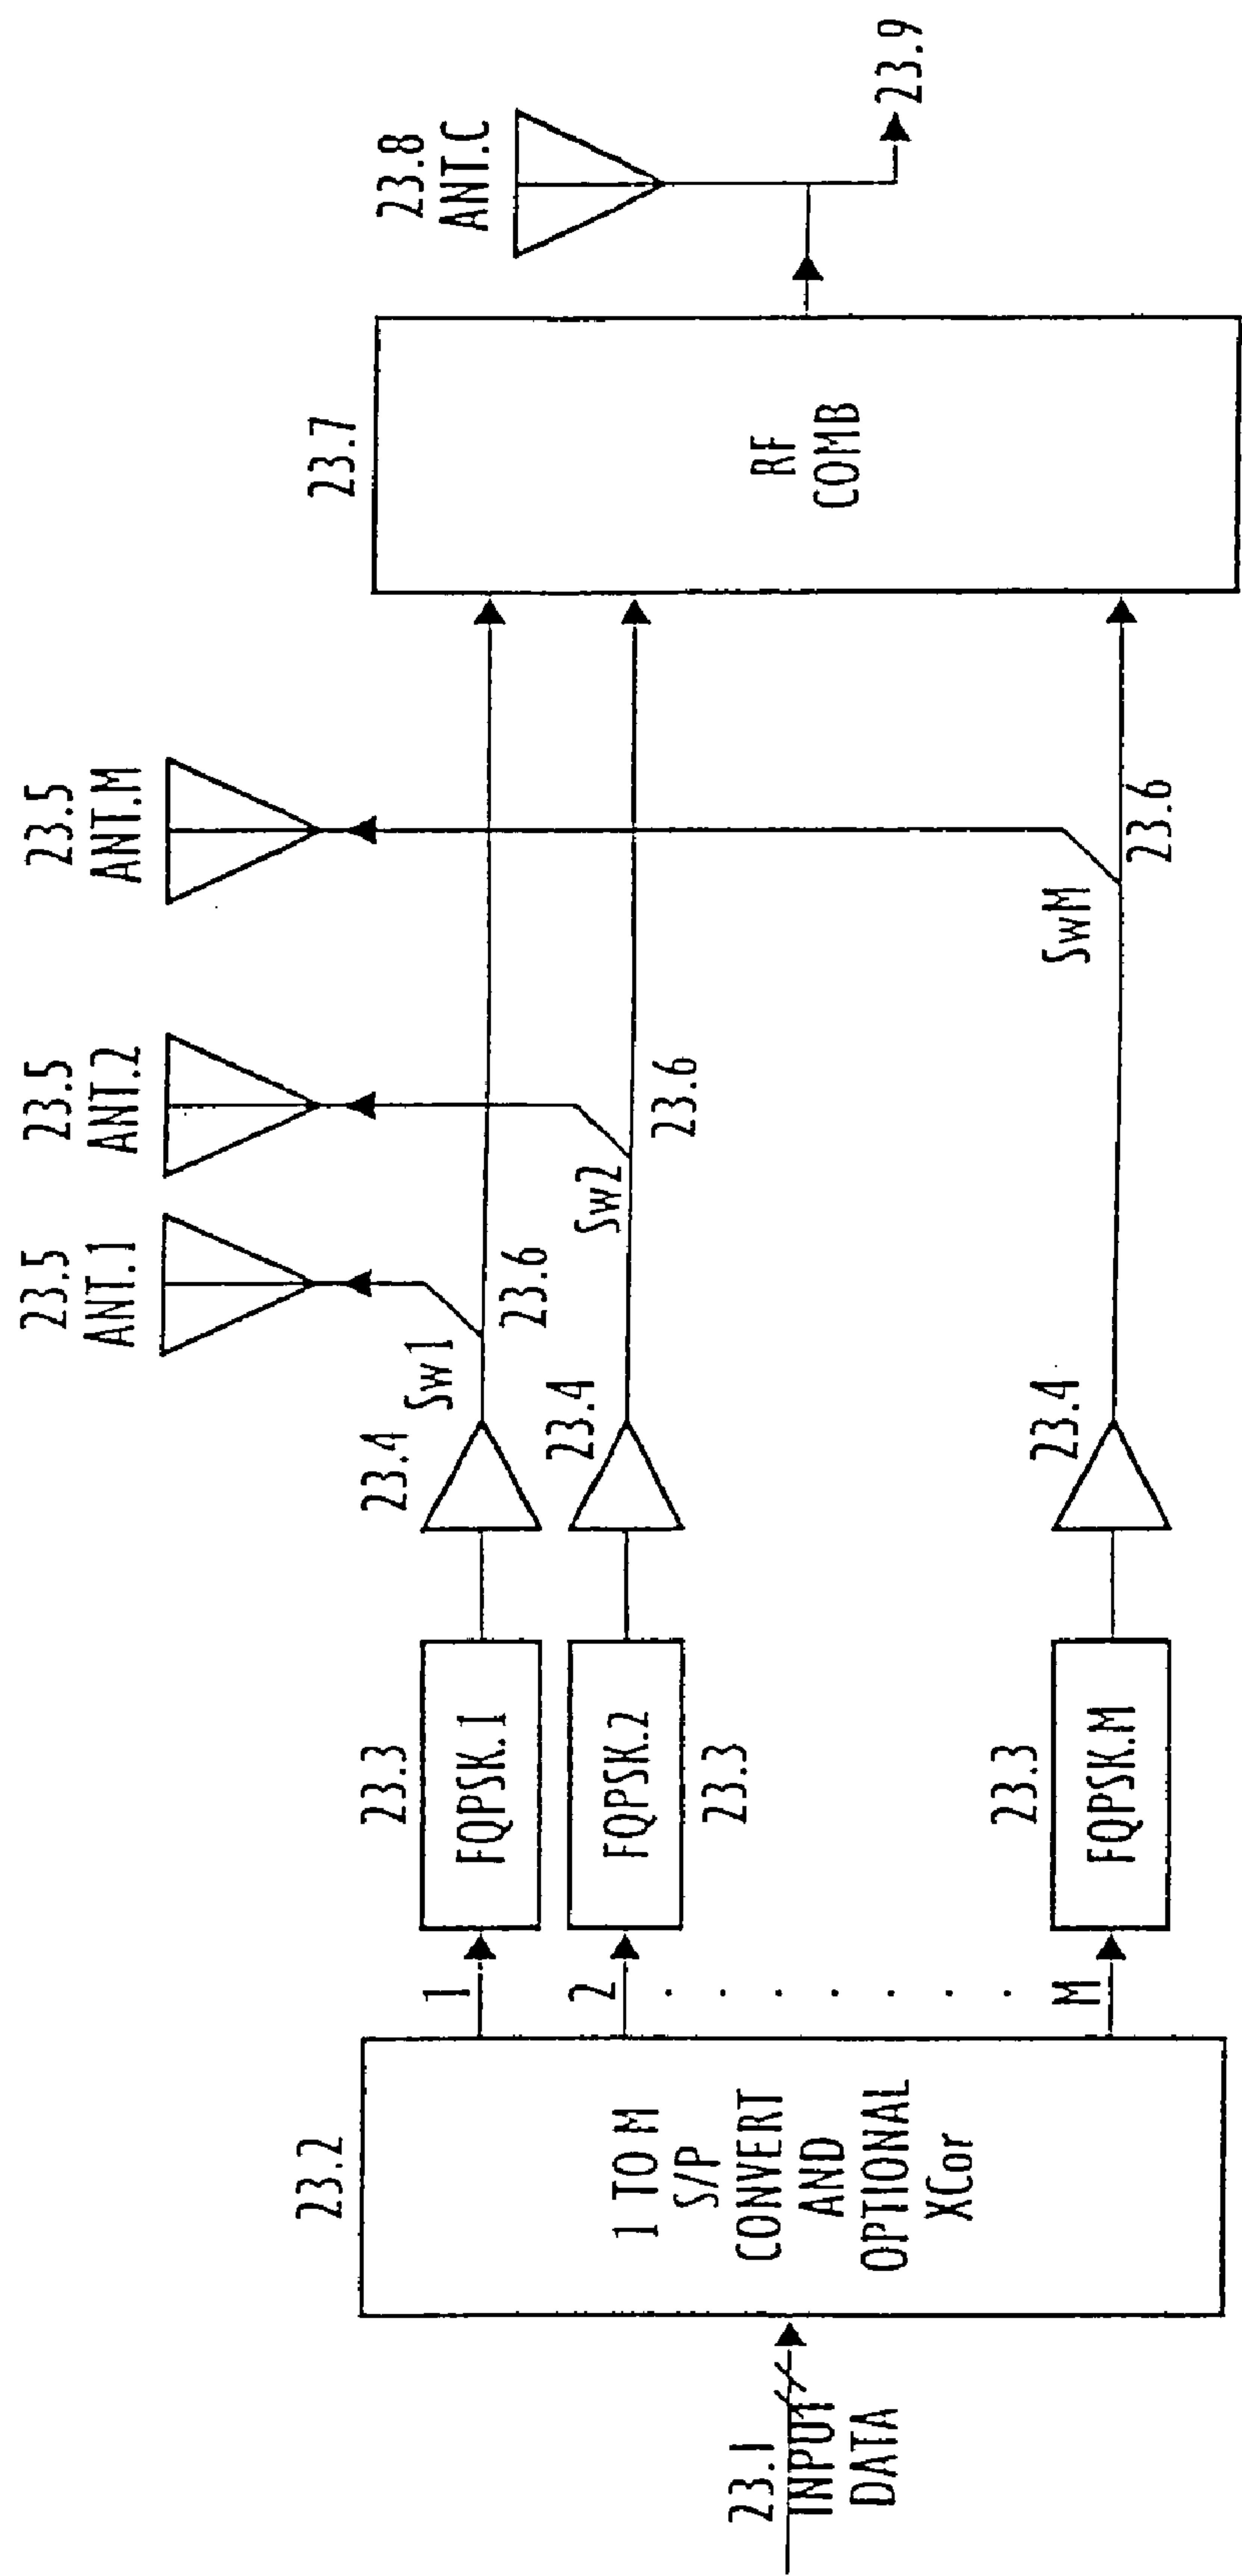 23.1
INPUT
DATA
23.2
1 TO M
S/P
CONVERT
AND
OPTIONAL
XCor
1
2
. . . . . . .
M
23.3
FQPSK.1
FQPSK.2
23.3
23.3
FQPSK.M
23.4
23.4
23.4
Sw1
23.6
Sw2
23.6
SwM
23.6
23.5
ANT.1
23.5
ANT.2
23.5
ANT.M
23.7
RF
COMB
23.8
ANT.C
23.9